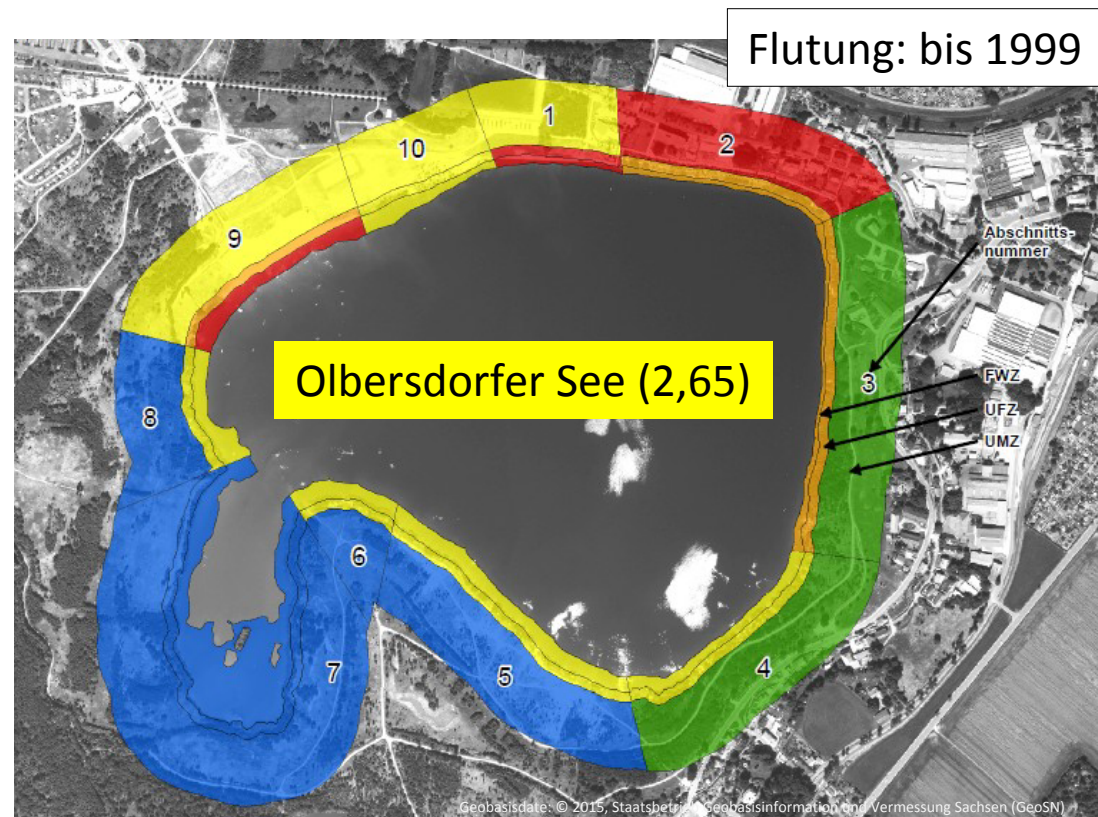 Flutung: bis 1999
1
2
10
9
Abschnitts-
nummer
3
FWZ
UFZ
UMZ
Olbersdorfer See (2,65)
8
6
7
5
4
Geobasisdate: © 2015, Staatsbetrieb Geobasisinformation und Vermessung Sachsen (GeoSN)